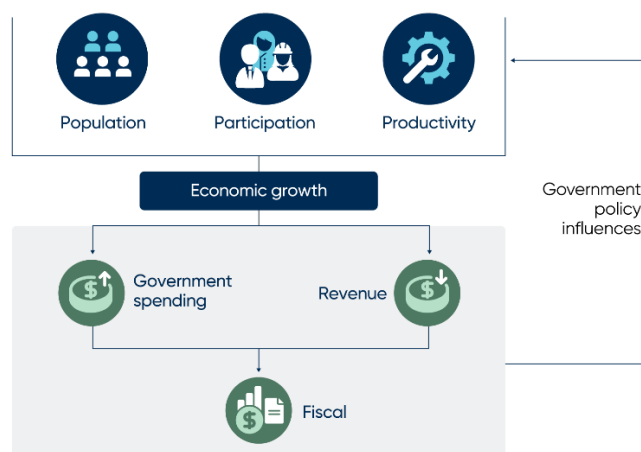 Population
Participation
Productivity
Economic growth
Government
policy
influences
Government
spending
Revenue
Fiscal